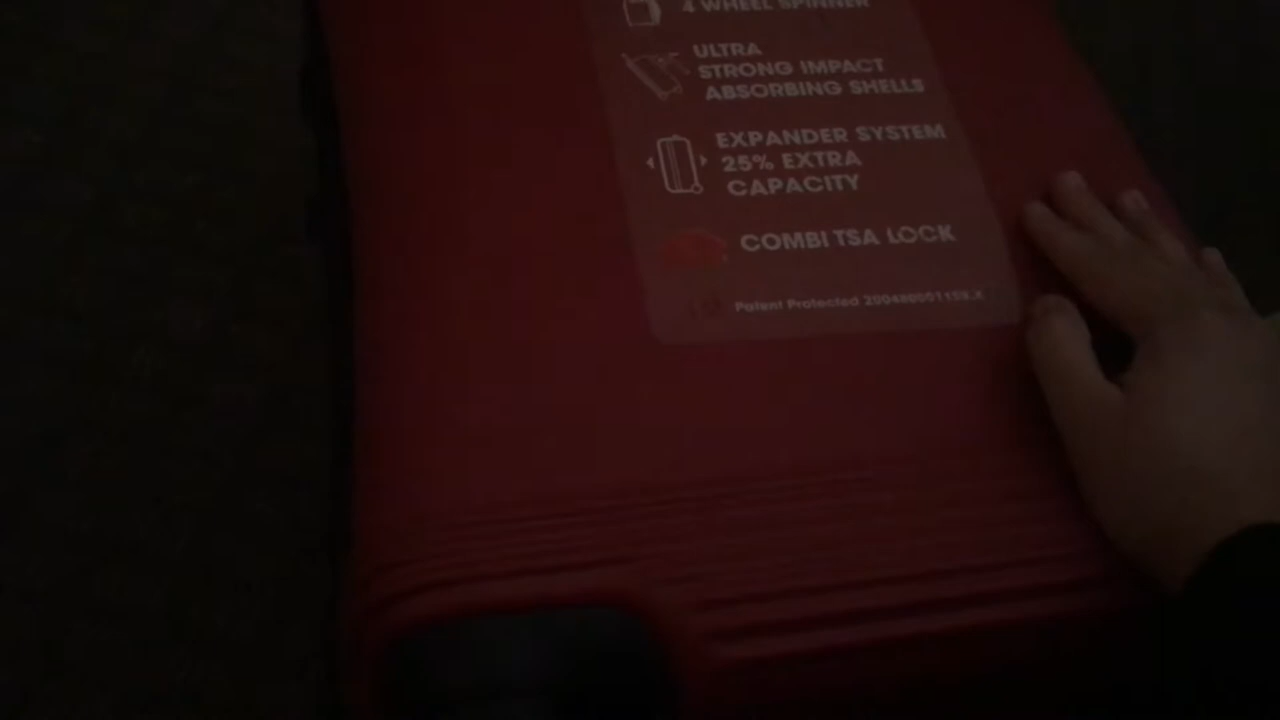 4 WHEEL SPINNER
ULTRA
STRONG IMPACT
ABSORBING SHELLS
EXPANDER SYSTEM
25% EXTRA
CAPACITY
COMBI TSA LOCK
Patent Protected